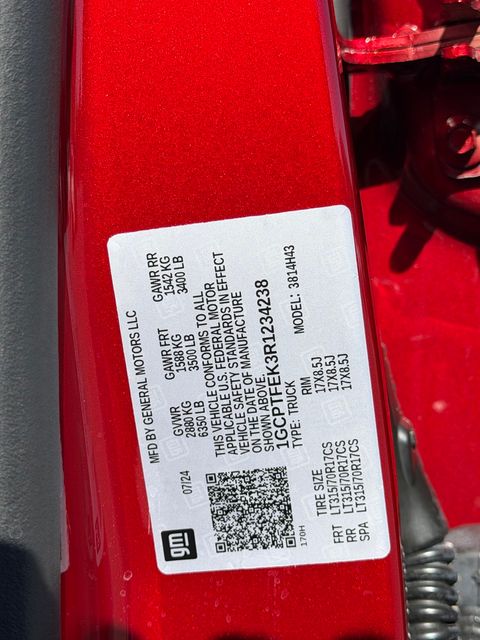 MFD BY GENERAL MOTORS LLC
07/24 GVWR GAWR FRT GAWR RR
2880 KG 1588 KG 1542 KG
6350 LB 3500 LB 3400 LB
gm
THIS VEHICLE CONFORMS TO ALL
APPLICABLE U.S. FEDERAL MOTOR
VEHICLE SAFETY STANDARDS IN EFFECT
ON THE DATE OF MANUFACTURE
SHOWN ABOVE.
1GCPTFEK3R1234238
TYPE: TRUCK MODEL: 3814H43
170H
TIRE SIZE RIM
FRT LT315/70R17CS 17X8.5J
RR LT315/70R17CS 17X8.5J
SPA LT315/70R17CS 17X8.5J